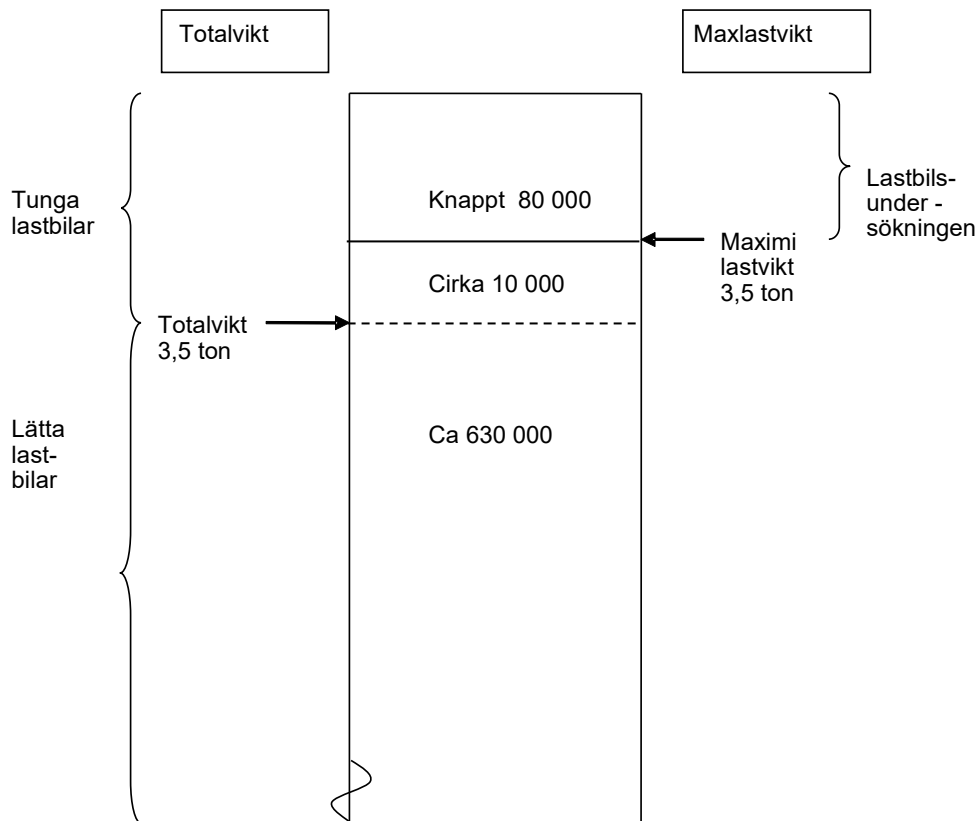 Totalvikt
Maxlastvikt
Tunga
lastbilar
Knappt 80 000
Lastbils-
under -
sökningen
Maximi
lastvikt
3,5 ton
Cirka 10 000
Totalvikt
3,5 ton
Lätta
last-
bilar
Ca 630 000